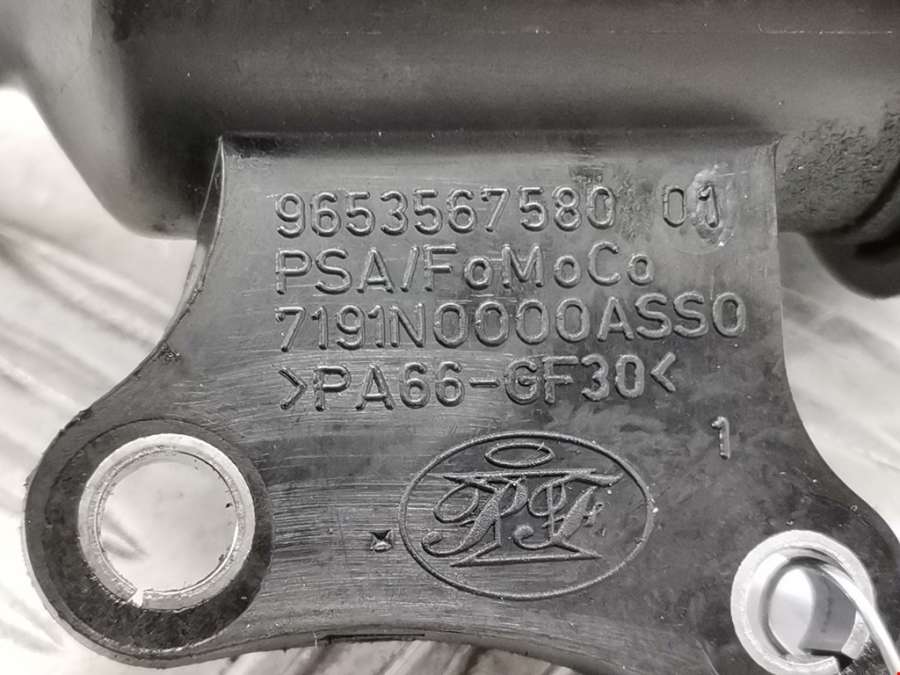 9653567580 01
PSA/FoMoCo
7191N0000ASS0
>PA66-GF30<
1